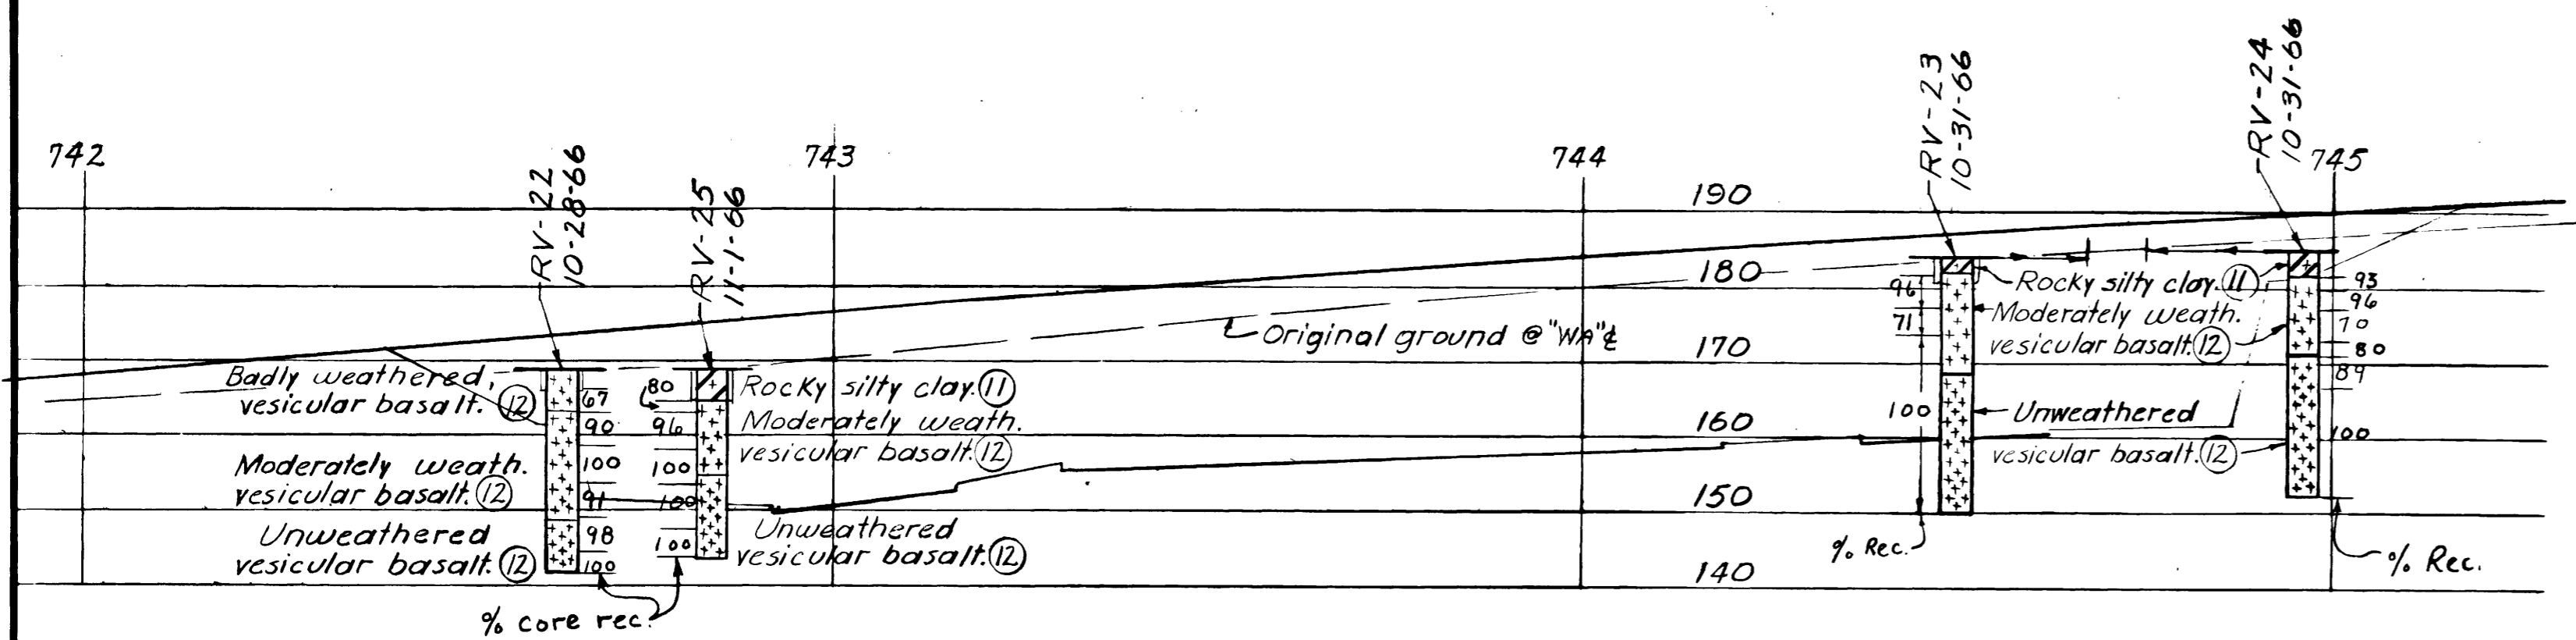 742
743
744
745
RV-22
10-28-66
RV-25
11-1-66
RV-23
10-31-66
RV-24
10-31-66
190
180
170
160
150
140
Original ground @ "WA" ℄
Badly weathered,
vesicular basalt. 12
Moderately weath.
vesicular basalt. 12
Unweathered
vesicular basalt. 12
67
90
100
91
98
100
80
96
100
100
100
% core rec.
Rocky silty clay. 11
Moderately weath.
vesicular basalt. 12
Unweathered
vesicular basalt. 12
96
71
100
% Rec.
Rocky silty clay. 11
Moderately weath.
vesicular basalt. 12
Unweathered
vesicular basalt. 12
93
96
70
80
89
100
% Rec.